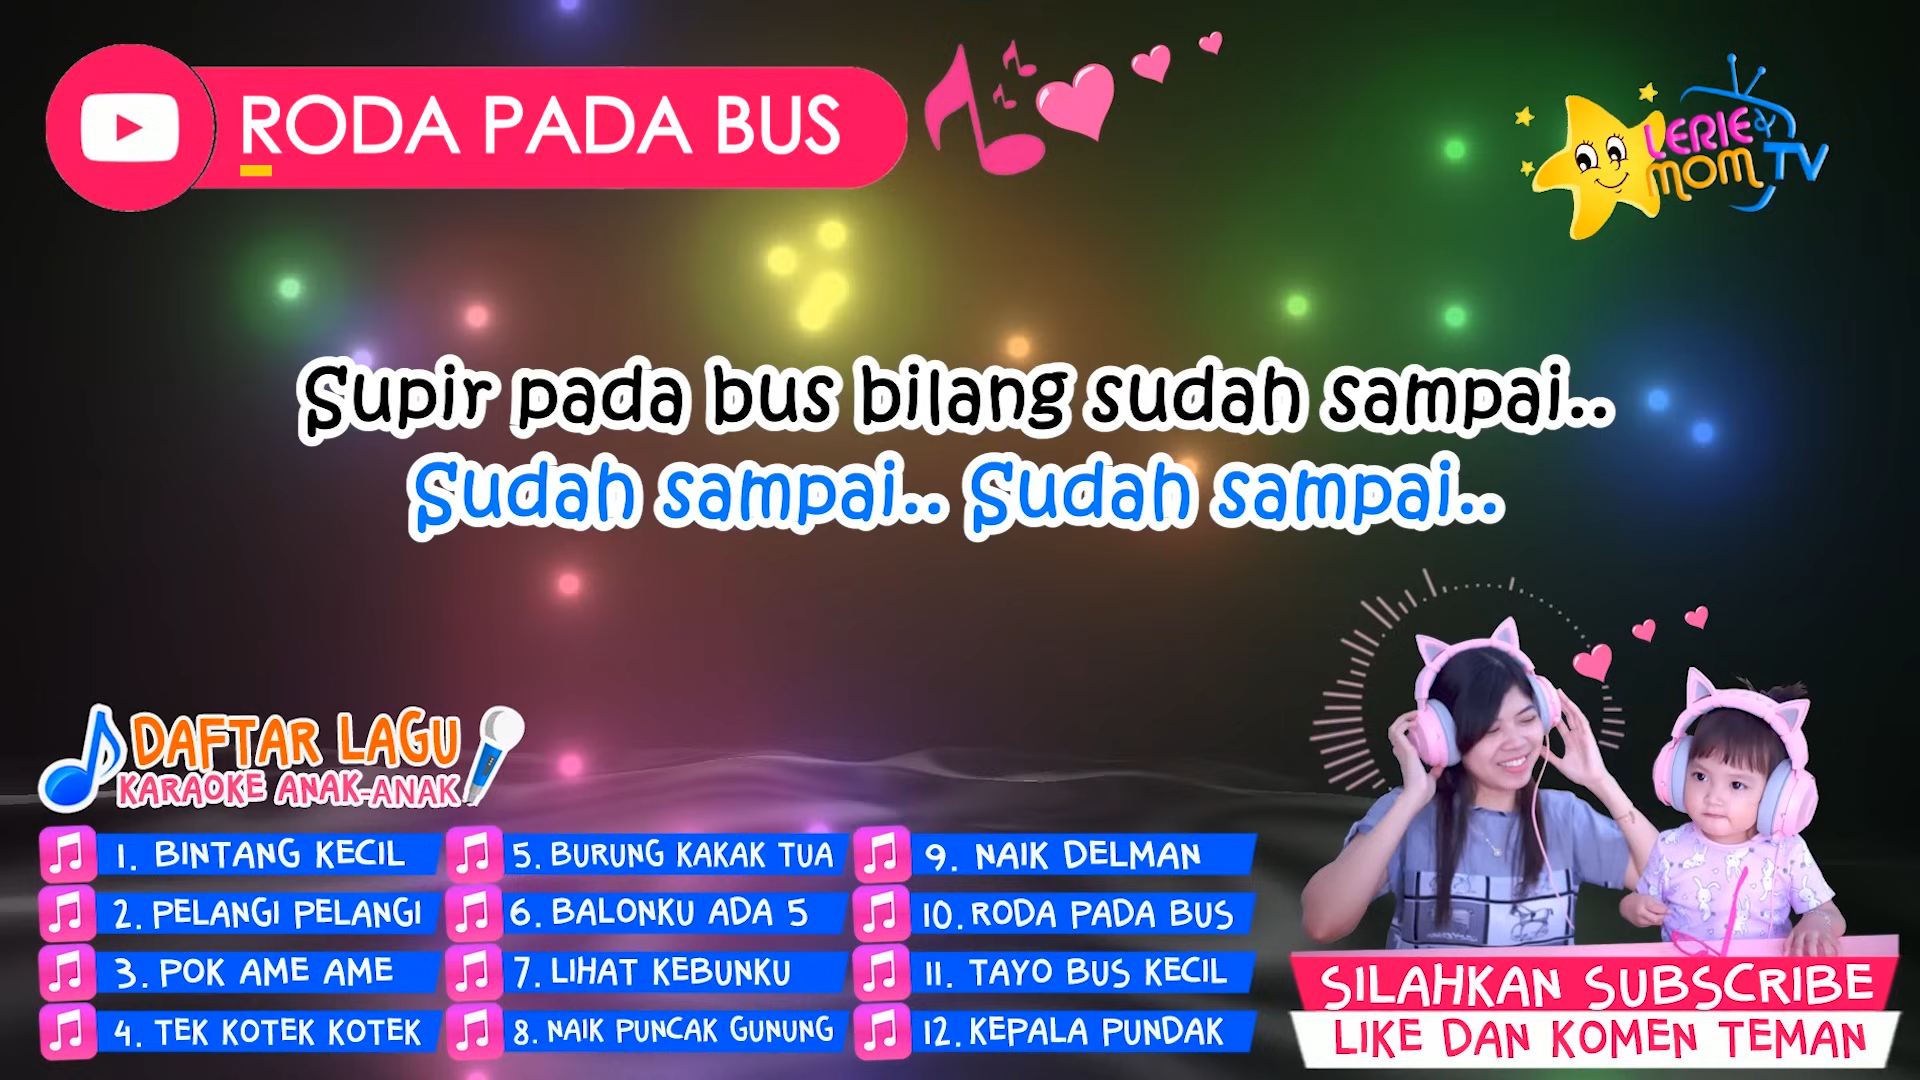 RODA PADA BUS
LERIE &
MOM TV
Supir pada bus bilang sudah sampai..
Sudah sampai.. Sudah sampai..
DAFTAR LAGU
KARAOKE ANAK-ANAK
1. BINTANG KECIL
2. PELANGI PELANGI
3. POK AME AME
4. TEK KOTEK KOTEK
5. BURUNG KAKAK TUA
6. BALONKU ADA 5
7. LIHAT KEBUNKU
8. NAIK PUNCAK GUNUNG
9. NAIK DELMAN
10. RODA PADA BUS
11. TAYO BUS KECIL
12. KEPALA PUNDAK
SILAHKAN SUBSCRIBE
LIKE DAN KOMEN TEMAN